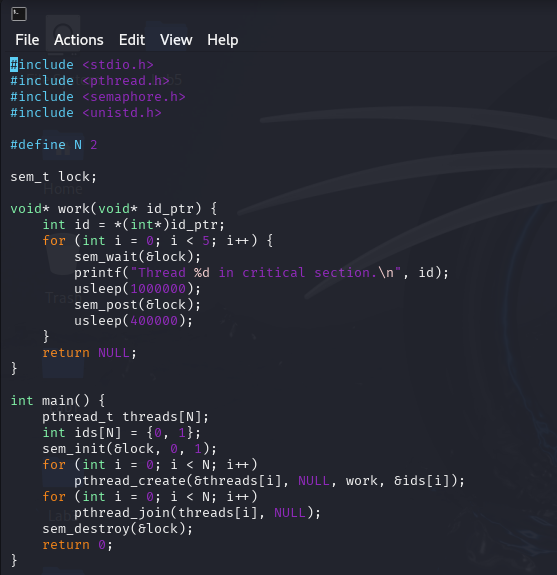 File Actions Edit View Help
#include <stdio.h>
#include <pthread.h>
#include <semaphore.h>
#include <unistd.h>
#define N 2
sem_t lock;
Home
void* work(void* id_ptr) {
    int id = *(int*)id_ptr;
    for (int i = 0; i < 5; i++) {
        sem_wait(&lock);
        printf("Thread %d in critical section.\n", id);
        usleep(1000000);
        sem_post(&lock);
        usleep(400000);
    }
    return NULL;
}
int main() {
    pthread_t threads[N];
    int ids[N] = {0, 1};
    sem_init(&lock, 0, 1);
    for (int i = 0; i < N; i++)
        pthread_create(&threads[i], NULL, work, &ids[i]);
    for (int i = 0; i < N; i++)
        pthread_join(threads[i], NULL);
    sem_destroy(&lock);
    return 0;
}